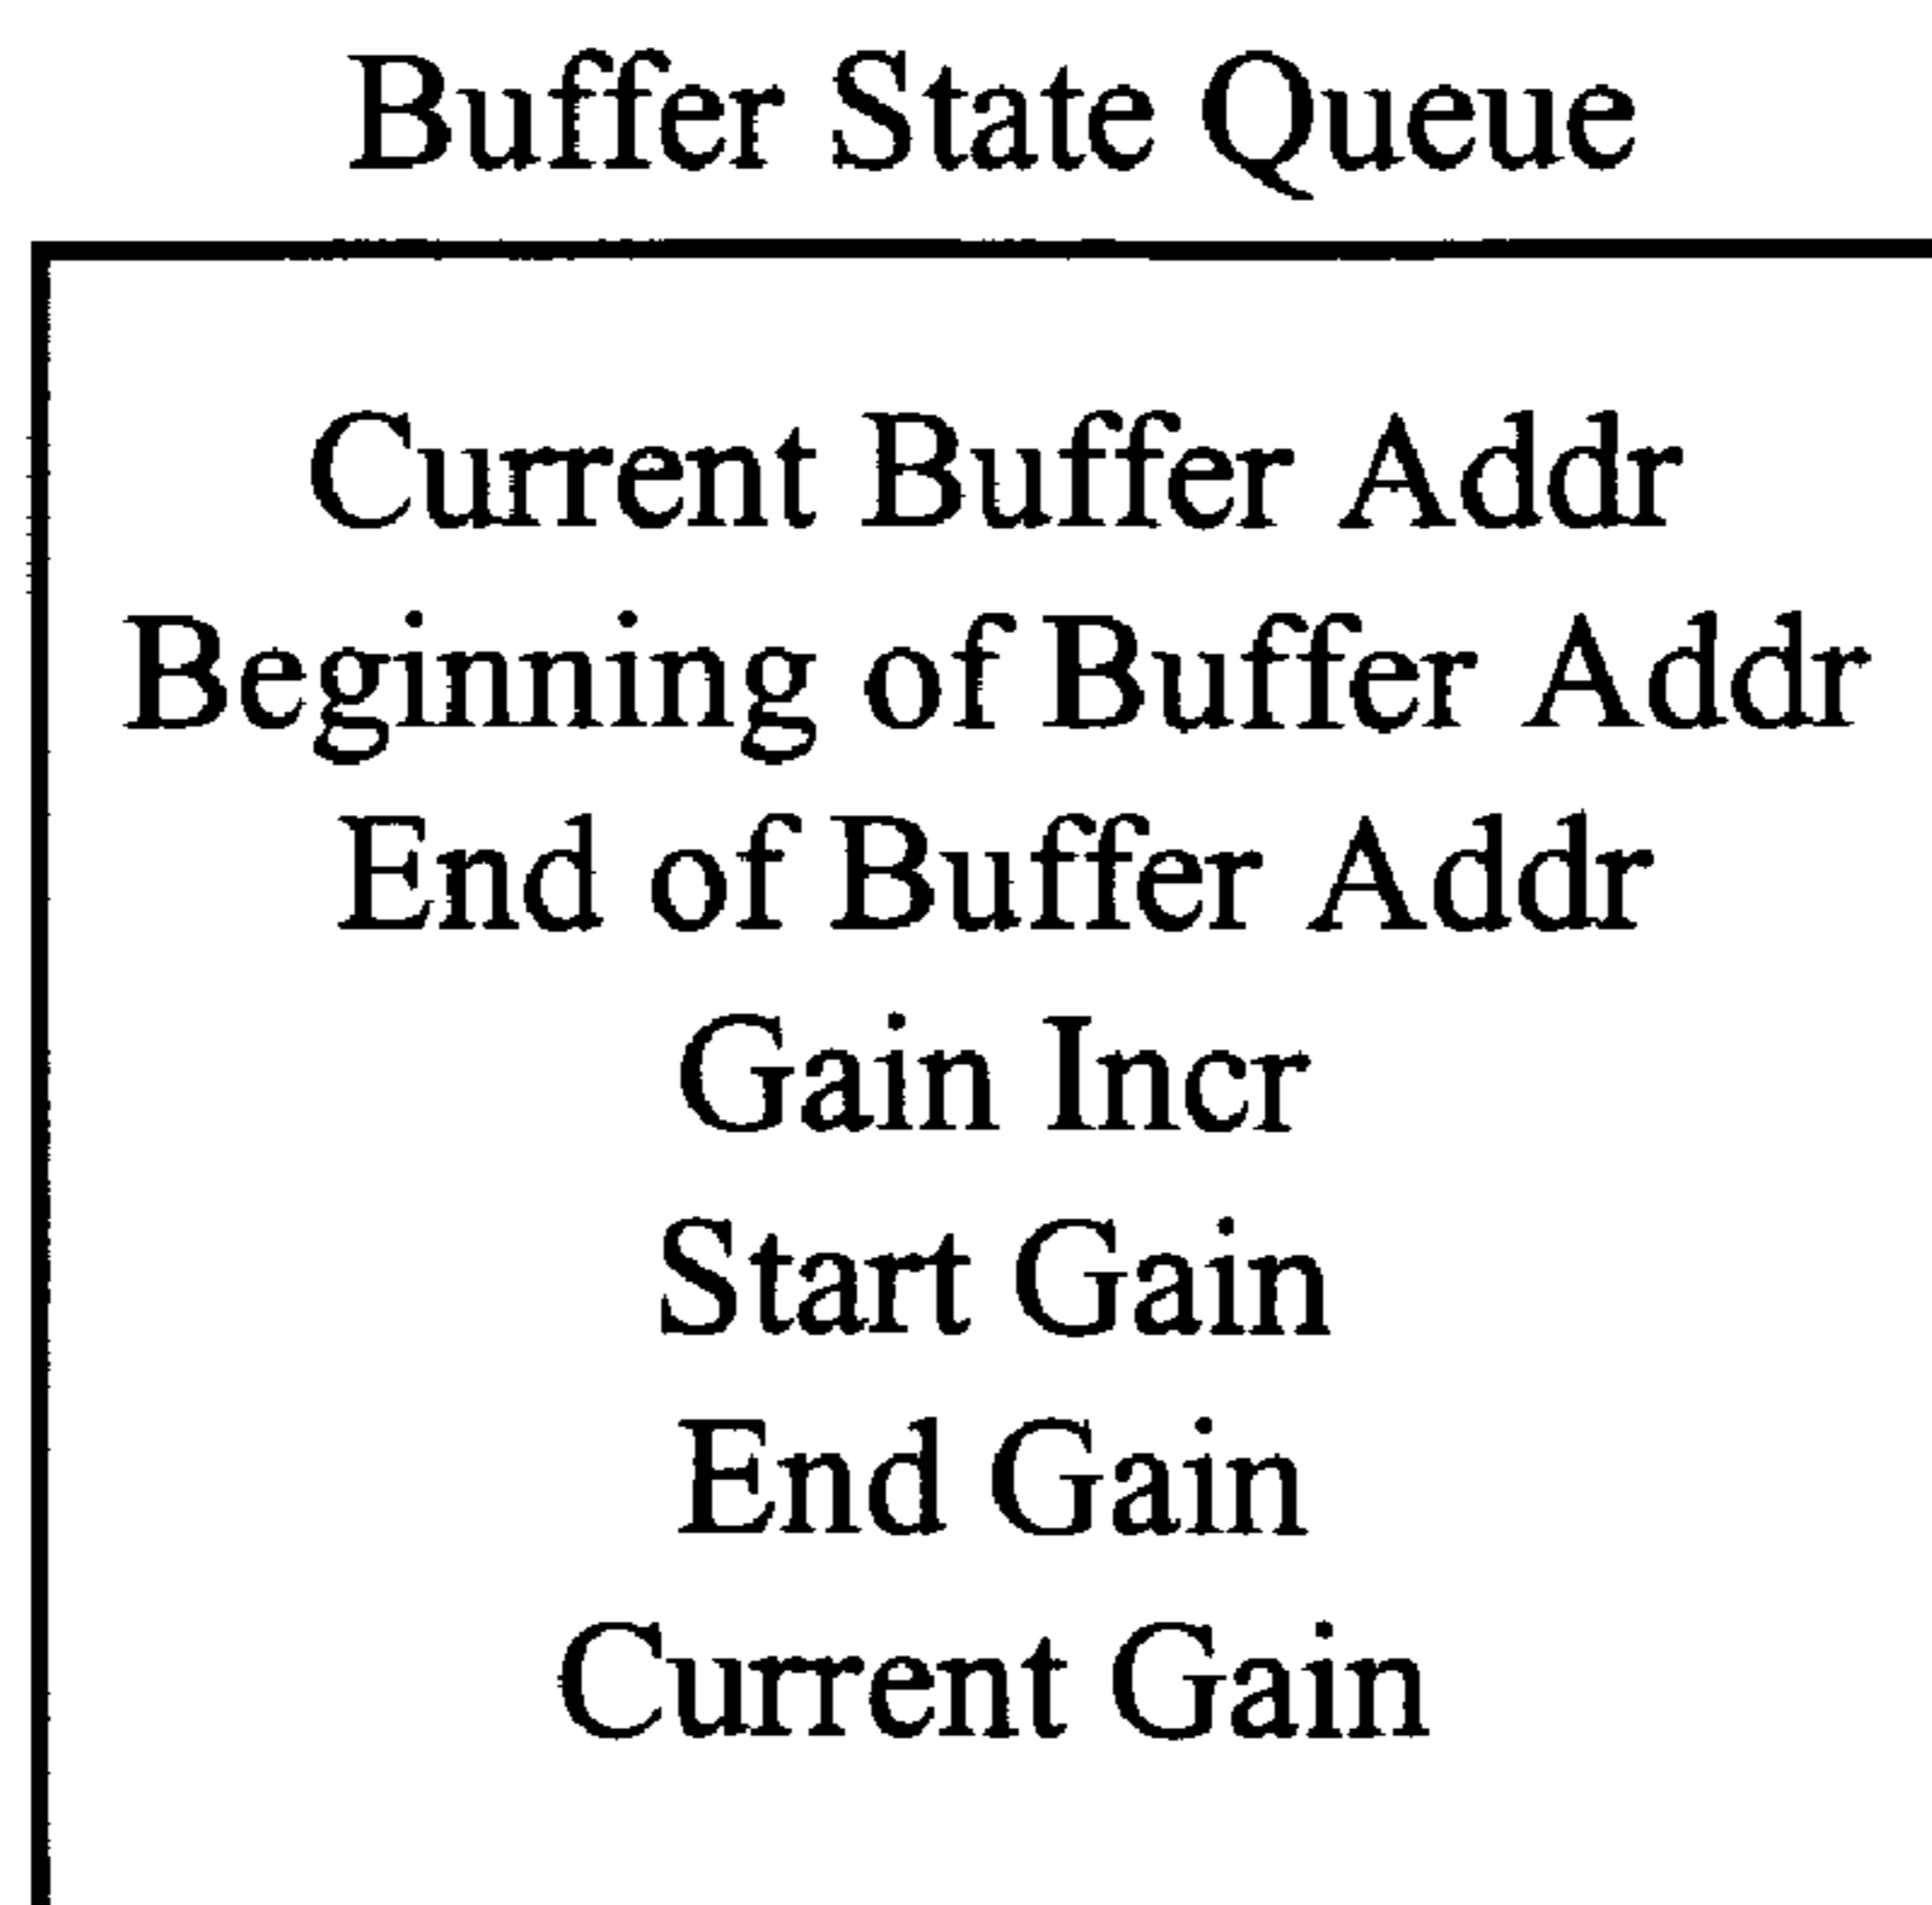 Buffer State Queue
Current Buffer Addr
Beginning of Buffer Addr
End of Buffer Addr
Gain Incr
Start Gain
End Gain
Current Gain